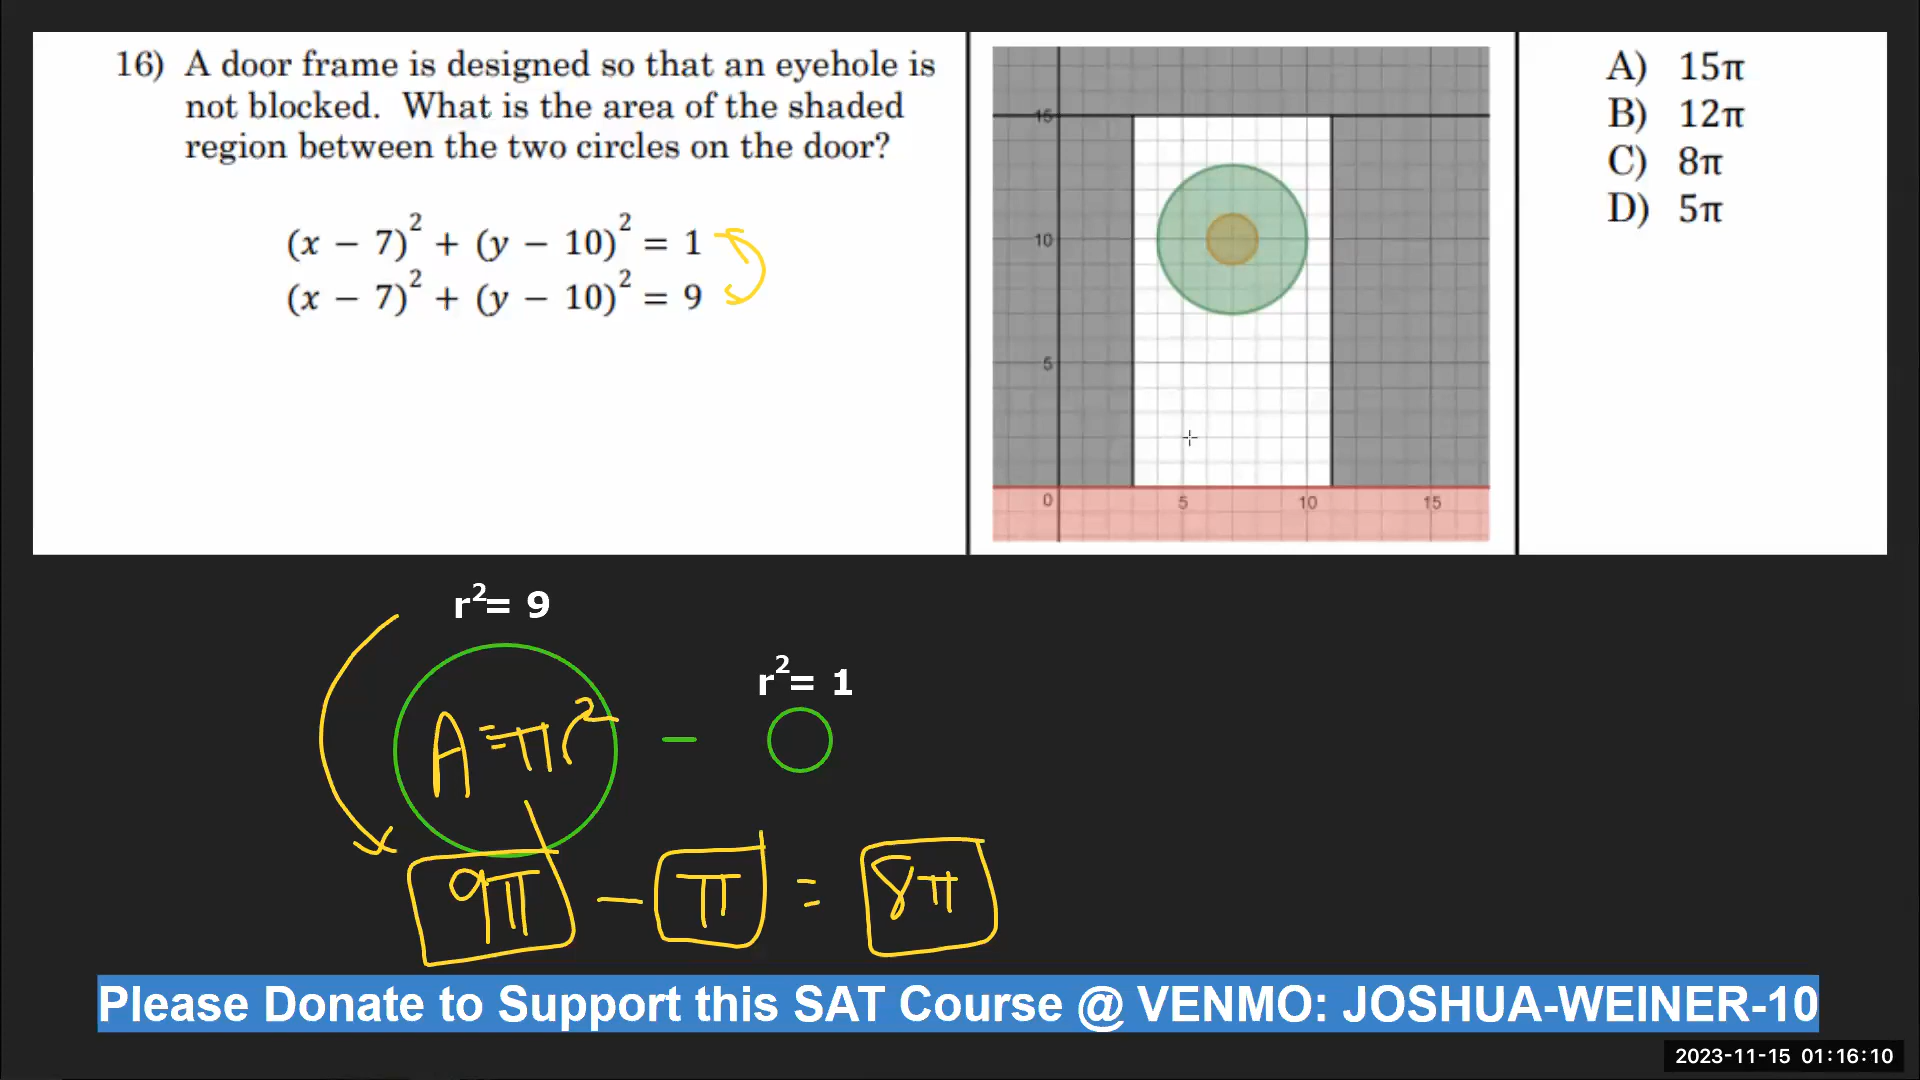 16) A door frame is designed so that an eyehole is
not blocked. What is the area of the shaded
region between the two circles on the door?
(x − 7)² + (y − 10)² = 1
(x − 7)² + (y − 10)² = 9
15
10
5
0 5 10 15
A) 15π
B) 12π
C) 8π
D) 5π
r²= 9
r²= 1
A=πr² −
9π − π = 8π
Please Donate to Support this SAT Course @ VENMO: JOSHUA-WEINER-10
2023-11-15 01:16:10